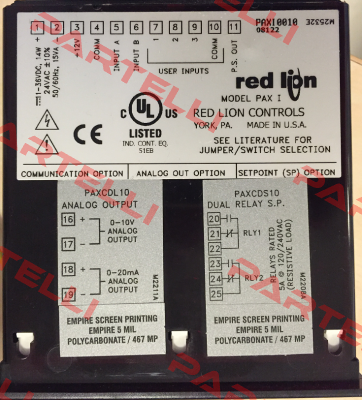 1 2 3 4 5 6 7 8 9 10 11
11-36VDC, 14W +
24VAC ±10%
50/60Hz, 15VA
+12V
COMM
INPUT A
INPUT B
1
2
3
COMM
P.S. OUT
USER INPUTS
PAXI0010
08122
M2532E
red lion
MODEL PAX I
RED LION CONTROLS
YORK, PA. MADE IN U.S.A.
SEE LITERATURE FOR
JUMPER/SWITCH SELECTION
C UL US
LISTED
IND. CONT. EQ.
51EB
CE
COMMUNICATION OPTION
ANALOG OUT OPTION
SETPOINT (SP) OPTION
PAXCDL10
ANALOG OUTPUT
16 +
17 -
0-10V
ANALOG
OUTPUT
18 +
19 -
0-20mA
ANALOG
OUTPUT
M2211A
EMPIRE SCREEN PRINTING
EMPIRE 5 MIL
POLYCARBONATE / 467 MP
PAXCDS10
DUAL RELAY S.P.
20
21
22
RLY1
23
24
25
RLY2
RELAYS RATED
5A @ 120/240VAC
(RESISTIVE LOAD)
M2208A
EMPIRE SCREEN PRINTING
EMPIRE 5 MIL
POLYCARBONATE / 467 MP
PARTELLI
PARTELLI
PARTELLI